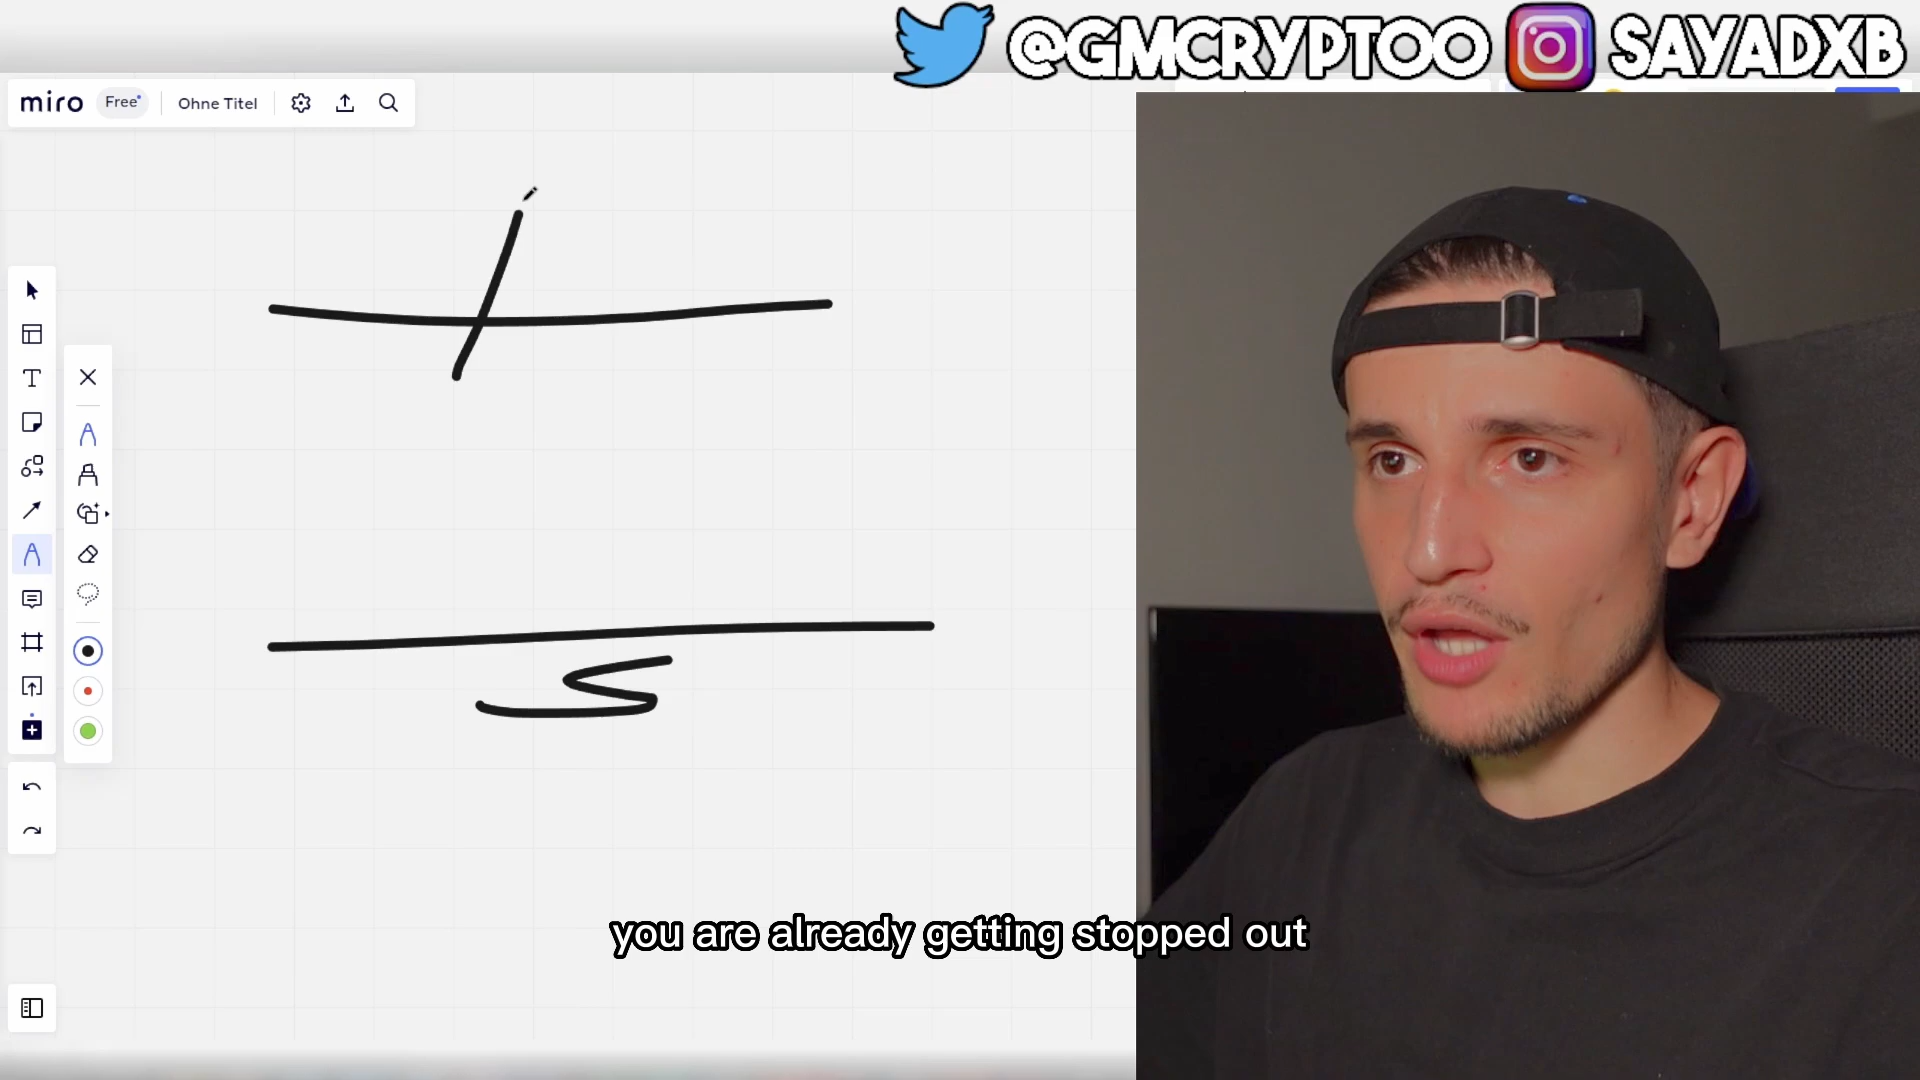 @GMCRYPTOO SAYADXB
miro Free Ohne Titel
you are already getting stopped out